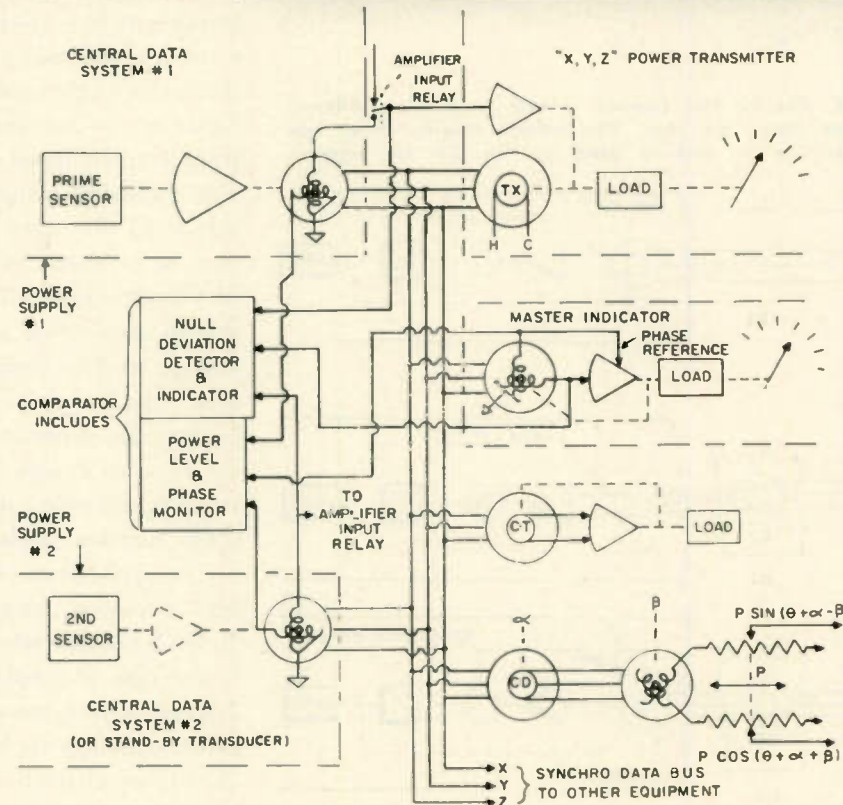 CENTRAL DATA
SYSTEM #1
AMPLIFIER
INPUT
RELAY
"X, Y, Z" POWER TRANSMITTER
PRIME
SENSOR
TX
H C
LOAD
POWER
SUPPLY
#1
NULL
DEVIATION
DETECTOR
&
INDICATOR
COMPARATOR
INCLUDES
POWER
LEVEL
&
PHASE
MONITOR
MASTER INDICATOR
PHASE
REFERENCE
LOAD
TO
AMPLIFIER
INPUT
RELAY
CT
LOAD
POWER
SUPPLY
#2
2ND
SENSOR
CENTRAL DATA
SYSTEM #2
(OR STAND-BY TRANSDUCER)
α
CD
β
P SIN (θ+α-β
P
P COS (θ+α+β)
X
Y
Z
SYNCHRO DATA BUS
TO OTHER EQUIPMENT